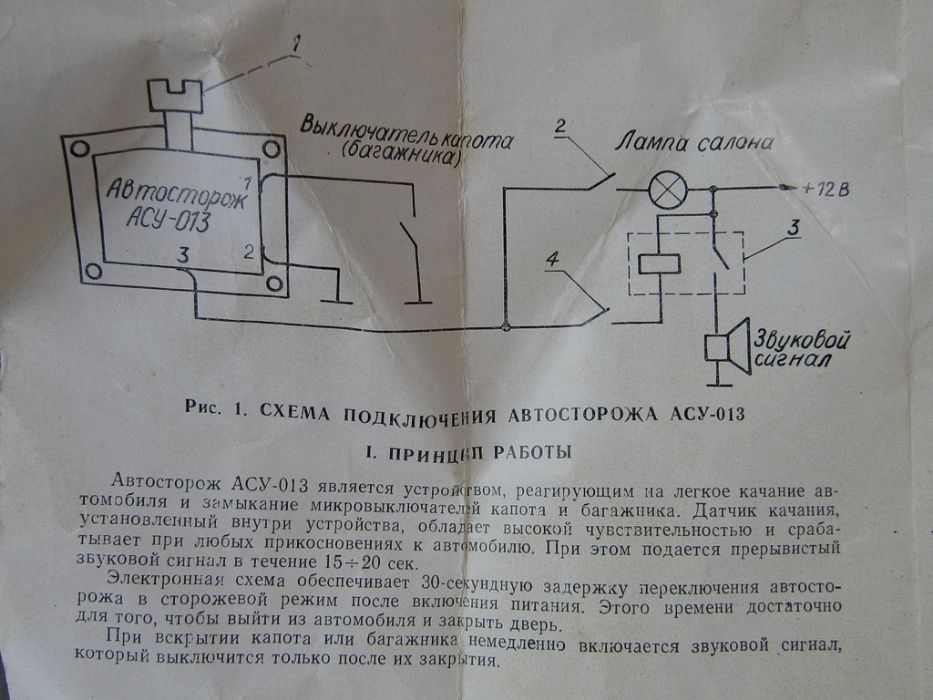 1
Выключатель капота
(багажника)
2
Лампа салона
Автосторож
АСУ-013
1
+12В
3
2
3
4
Звуковой
сигнал
Рис. 1. СХЕМА ПОДКЛЮЧЕНИЯ АВТОСТОРОЖА АСУ-013
I. ПРИНЦИП РАБОТЫ
Автосторож АСУ-013 является устройством, реагирующим на легкое качание ав-
томобиля и замыкание микровыключателей капота и багажника. Датчик качания,
установленный внутри устройства, обладает высокой чувствительностью и сраба-
тывает при любых прикосновениях к автомобилю. При этом подается прерывистый
звуковой сигнал в течение 15÷20 сек.
Электронная схема обеспечивает 30-секундную задержку переключения автосто-
рожа в сторожевой режим после включения питания. Этого времени достаточно
для того, чтобы выйти из автомобиля и закрыть дверь.
При вскрытии капота или багажника немедленно включается звуковой сигнал,
который выключится только после их закрытия.